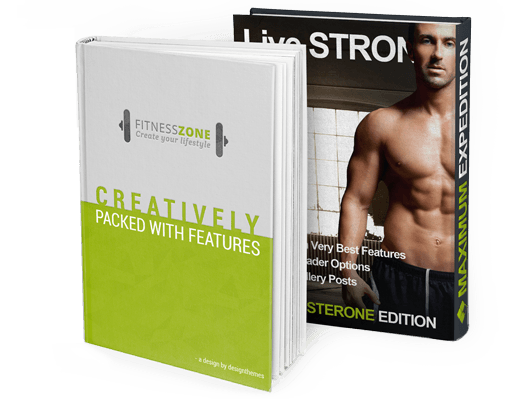 FITNESSZONE
Create your lifestyle
CREATIVELY
PACKED WITH FEATURES
a design by designthemes
Live STRON
Very Best Features
ader Options
llery Posts
STERONE EDITION
MAXIMUM EXPEDITION